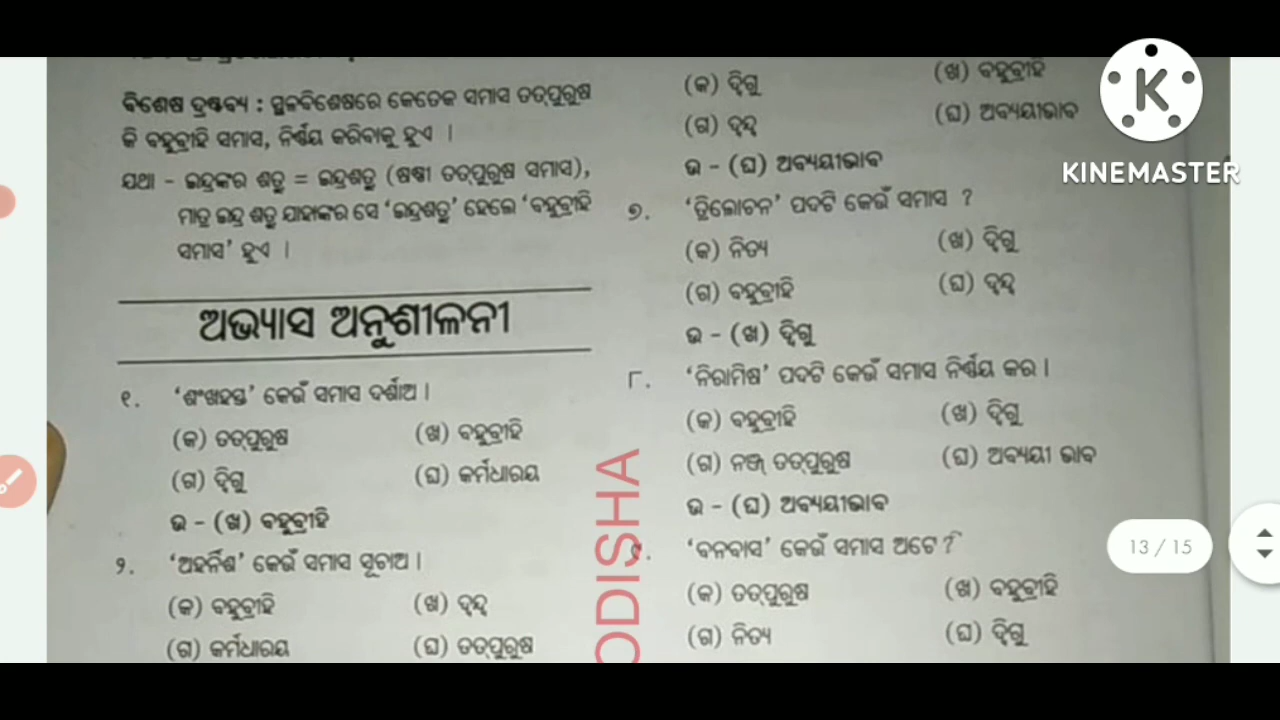 ବିଶେଷ ଦ୍ରଷ୍ଟବ୍ୟ : ସ୍ଥଳବିଶେଷରେ କେତେକ ସମାସ ତତ୍‌ପୁରୁଷ
କି ବହୁବ୍ରୀହି ସମାସ, ନିର୍ଣ୍ଣୟ କରିବାକୁ ହୁଏ ।
ଯଥା - ଇନ୍ଦ୍ରଙ୍କର ଶତ୍ରୁ = ଇନ୍ଦ୍ରଶତ୍ରୁ (ଷଷ୍ଠୀ ତତ୍‌ପୁରୁଷ ସମାସ),
ମାତ୍ର ଇନ୍ଦ୍ର ଶତ୍ରୁ ଯାହାଙ୍କର ସେ ‘ଇନ୍ଦ୍ରଶତ୍ରୁ’ ହେଲେ ‘ବହୁବ୍ରୀହି
ସମାସ’ ହୁଏ ।
ଅଭ୍ୟାସ ଅନୁଶୀଳନୀ
୧. ‘ଶଂଖହସ୍ତ’ କେଉଁ ସମାସ ଦର୍ଶାଅ ।
(କ) ତତ୍‌ପୁରୁଷ (ଖ) ବହୁବ୍ରୀହି
(ଗ) ଦ୍ୱିଗୁ (ଘ) କର୍ମଧାରୟ
ଉ - (ଖ) ବହୁବ୍ରୀହି
୨. ‘ଅହର୍ନିଶ’ କେଉଁ ସମାସ ସୂଚାଅ ।
(କ) ବହୁବ୍ରୀହି (ଖ) ଦ୍ୱନ୍ଦ୍ୱ
(ଗ) କର୍ମଧାରୟ (ଘ) ତତ୍‌ପୁରୁଷ
(କ) ଦ୍ୱିଗୁ (ଖ) ବହୁବ୍ରୀହି
(ଗ) ଦ୍ୱନ୍ଦ୍ୱ (ଘ) ଅବ୍ୟୟୀଭାବ
ଉ - (ଘ) ଅବ୍ୟୟୀଭାବ
୭. ‘ତ୍ରିଲୋଚନ’ ପଦଟି କେଉଁ ସମାସ ?
(କ) ନିତ୍ୟ (ଖ) ଦ୍ୱିଗୁ
(ଗ) ବହୁବ୍ରୀହି (ଘ) ଦ୍ୱନ୍ଦ୍ୱ
ଉ - (ଖ) ଦ୍ୱିଗୁ
୮. ‘ନିରାମିଷ’ ପଦଟି କେଉଁ ସମାସ ନିର୍ଣ୍ଣୟ କର ।
(କ) ବହୁବ୍ରୀହି (ଖ) ଦ୍ୱିଗୁ
(ଗ) ନଞ୍ ତତ୍‌ପୁରୁଷ (ଘ) ଅବ୍ୟୟୀ ଭାବ
ଉ - (ଘ) ଅବ୍ୟୟୀଭାବ
୯. ‘ବନବାସ’ କେଉଁ ସମାସ ଅଟେ ?
(କ) ତତ୍‌ପୁରୁଷ (ଖ) ବହୁବ୍ରୀହି
(ଗ) ନିତ୍ୟ (ଘ) ଦ୍ୱିଗୁ
ODISHA
K
KINEMASTER
13 / 15